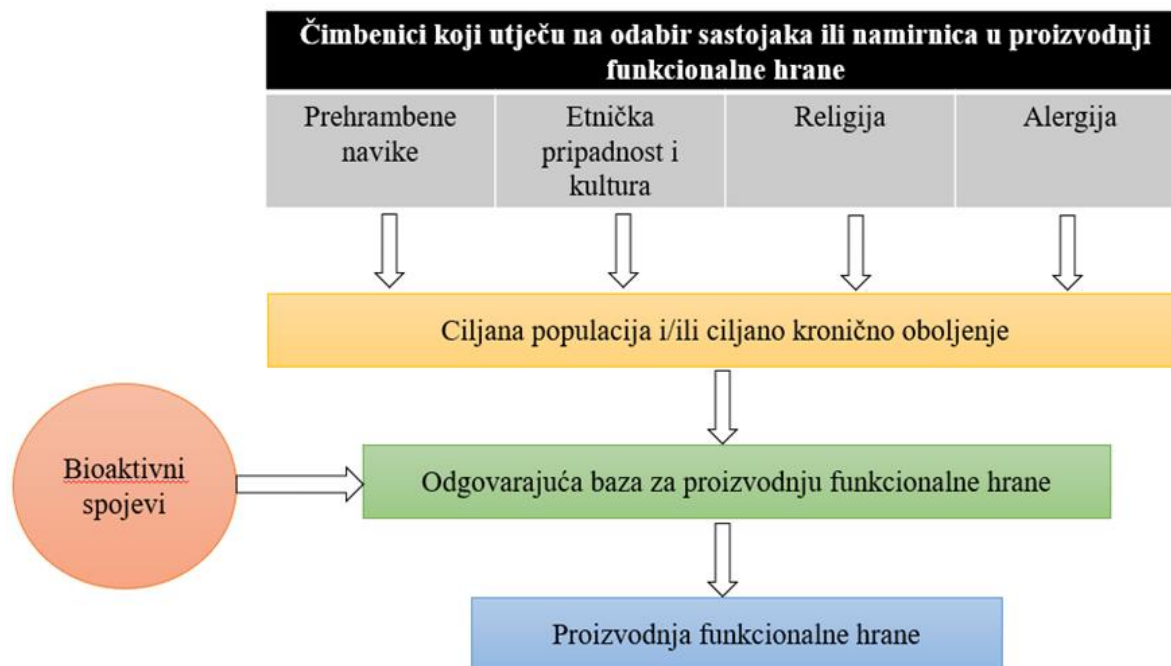 Čimbenici koji utječu na odabir sastojaka ili namirnica u proizvodnji
funkcionalne hrane
Prehrambene
navike
Etnička
pripadnost i
kultura
Religija
Alergija
Ciljana populacija i/ili ciljano kronično oboljenje
Bioaktivni
spojevi
Odgovarajuća baza za proizvodnju funkcionalne hrane
Proizvodnja funkcionalne hrane